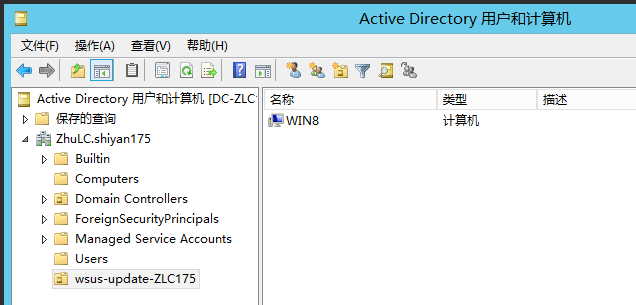 Active Directory 用户和计算机
文件(F) 操作(A) 查看(V) 帮助(H)
Active Directory 用户和计算机 [DC-ZLC1
保存的查询
ZhuLC.shiyan175
Builtin
Computers
Domain Controllers
ForeignSecurityPrincipals
Managed Service Accounts
Users
wsus-update-ZLC175
名称 类型 描述
WIN8 计算机